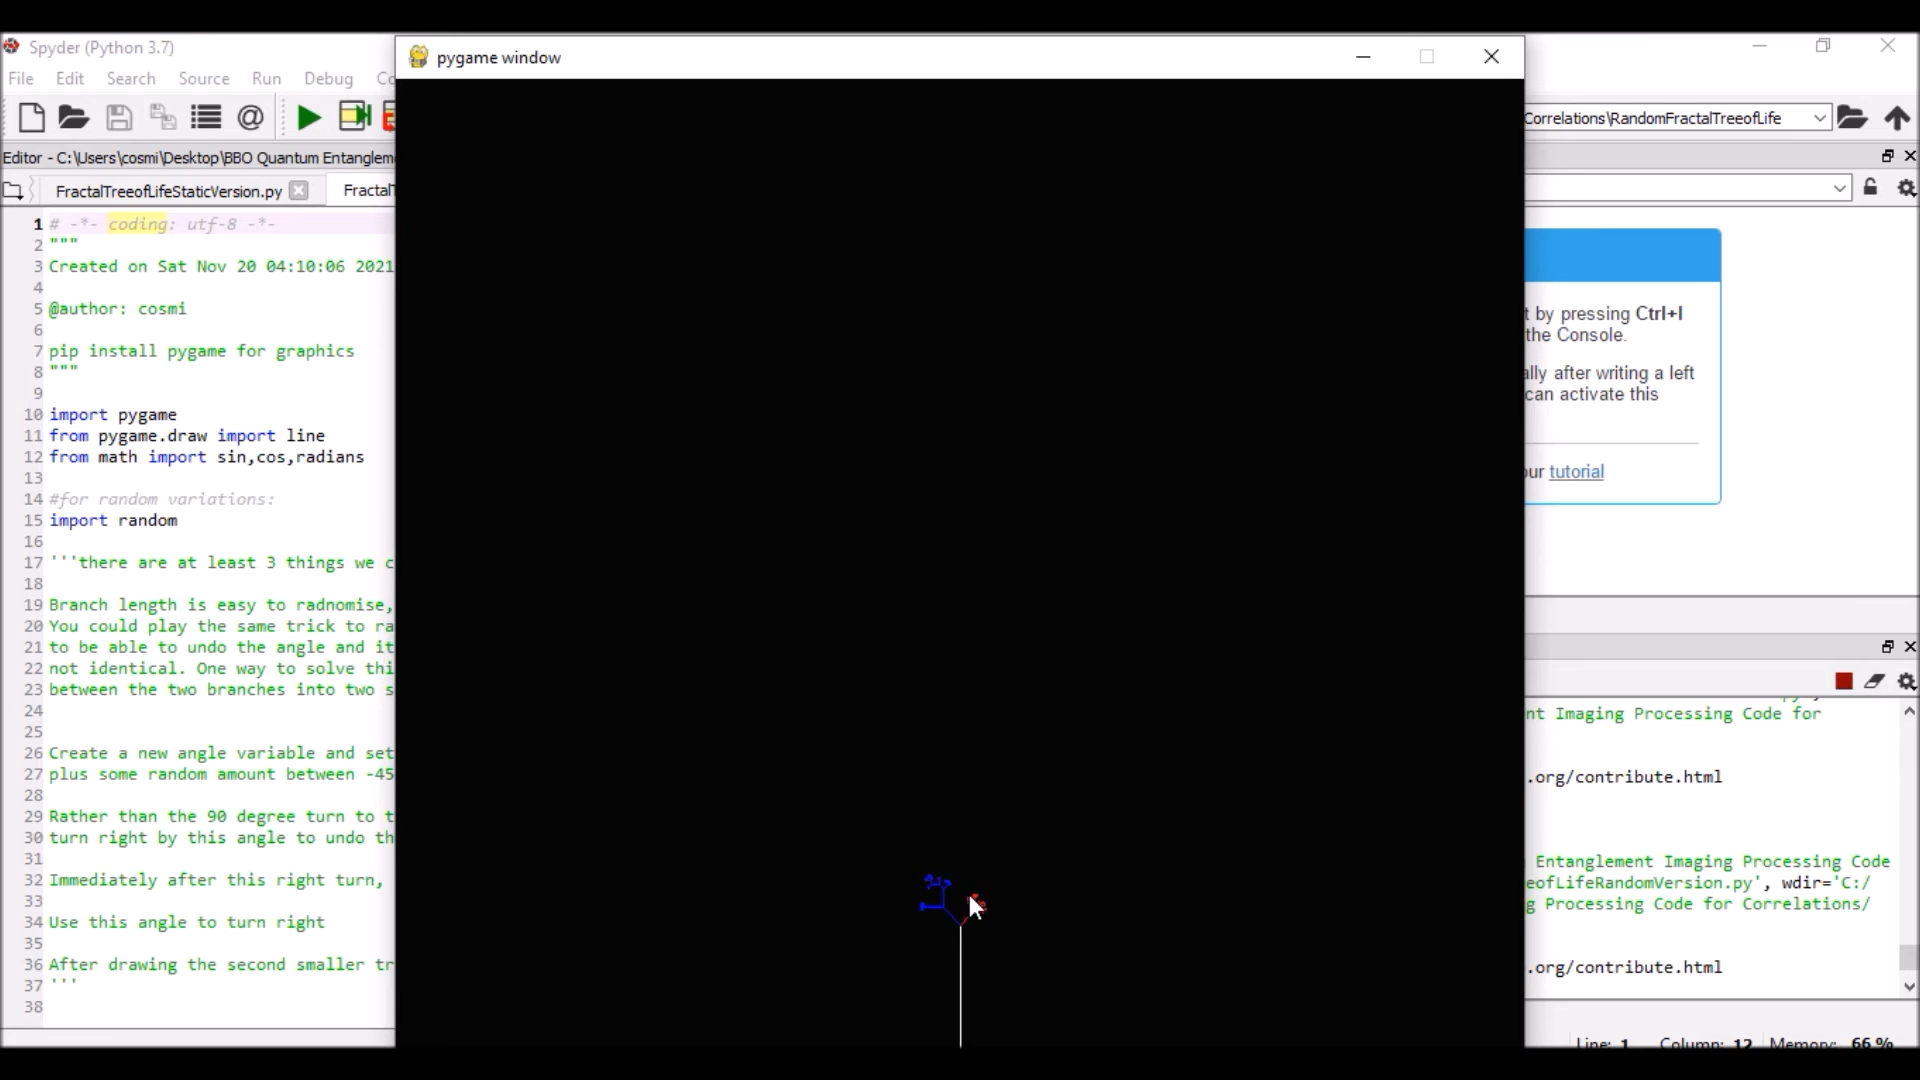 Spyder (Python 3.7)
pygame window
File Edit Search Source Run Debug Co
Correlations\RandomFractalTreeofLife
Editor - C:\Users\cosmi\Desktop\BBO Quantum Entanglem
FractalTreeofLifeStaticVersion.py
FractalT
1 # -*- coding: utf-8 -*-
2 """
3 Created on Sat Nov 20 04:10:06 2021
4
5 @author: cosmi
6
7 pip install pygame for graphics
8 """
9
10 import pygame
11 from pygame.draw import line
12 from math import sin,cos,radians
13
14 #for random variations:
15 import random
16
17 '''there are at least 3 things we c
18
19 Branch length is easy to radnomise,
20 You could play the same trick to ra
21 to be able to undo the angle and it
22 not identical. One way to solve thi
23 between the two branches into two s
24
25
26 Create a new angle variable and set
27 plus some random amount between -45
28
29 Rather than the 90 degree turn to t
30 turn right by this angle to undo th
31
32 Immediately after this right turn,
33
34 Use this angle to turn right
35
36 After drawing the second smaller tr
37 '''
38
t by pressing Ctrl+I
the Console.
ally after writing a left
can activate this
our tutorial
nt Imaging Processing Code for
.org/contribute.html
Entanglement Imaging Processing Code
eofLifeRandomVersion.py', wdir='C:/
g Processing Code for Correlations/
.org/contribute.html
Line: 1 Column: 12 Memory: 66 %